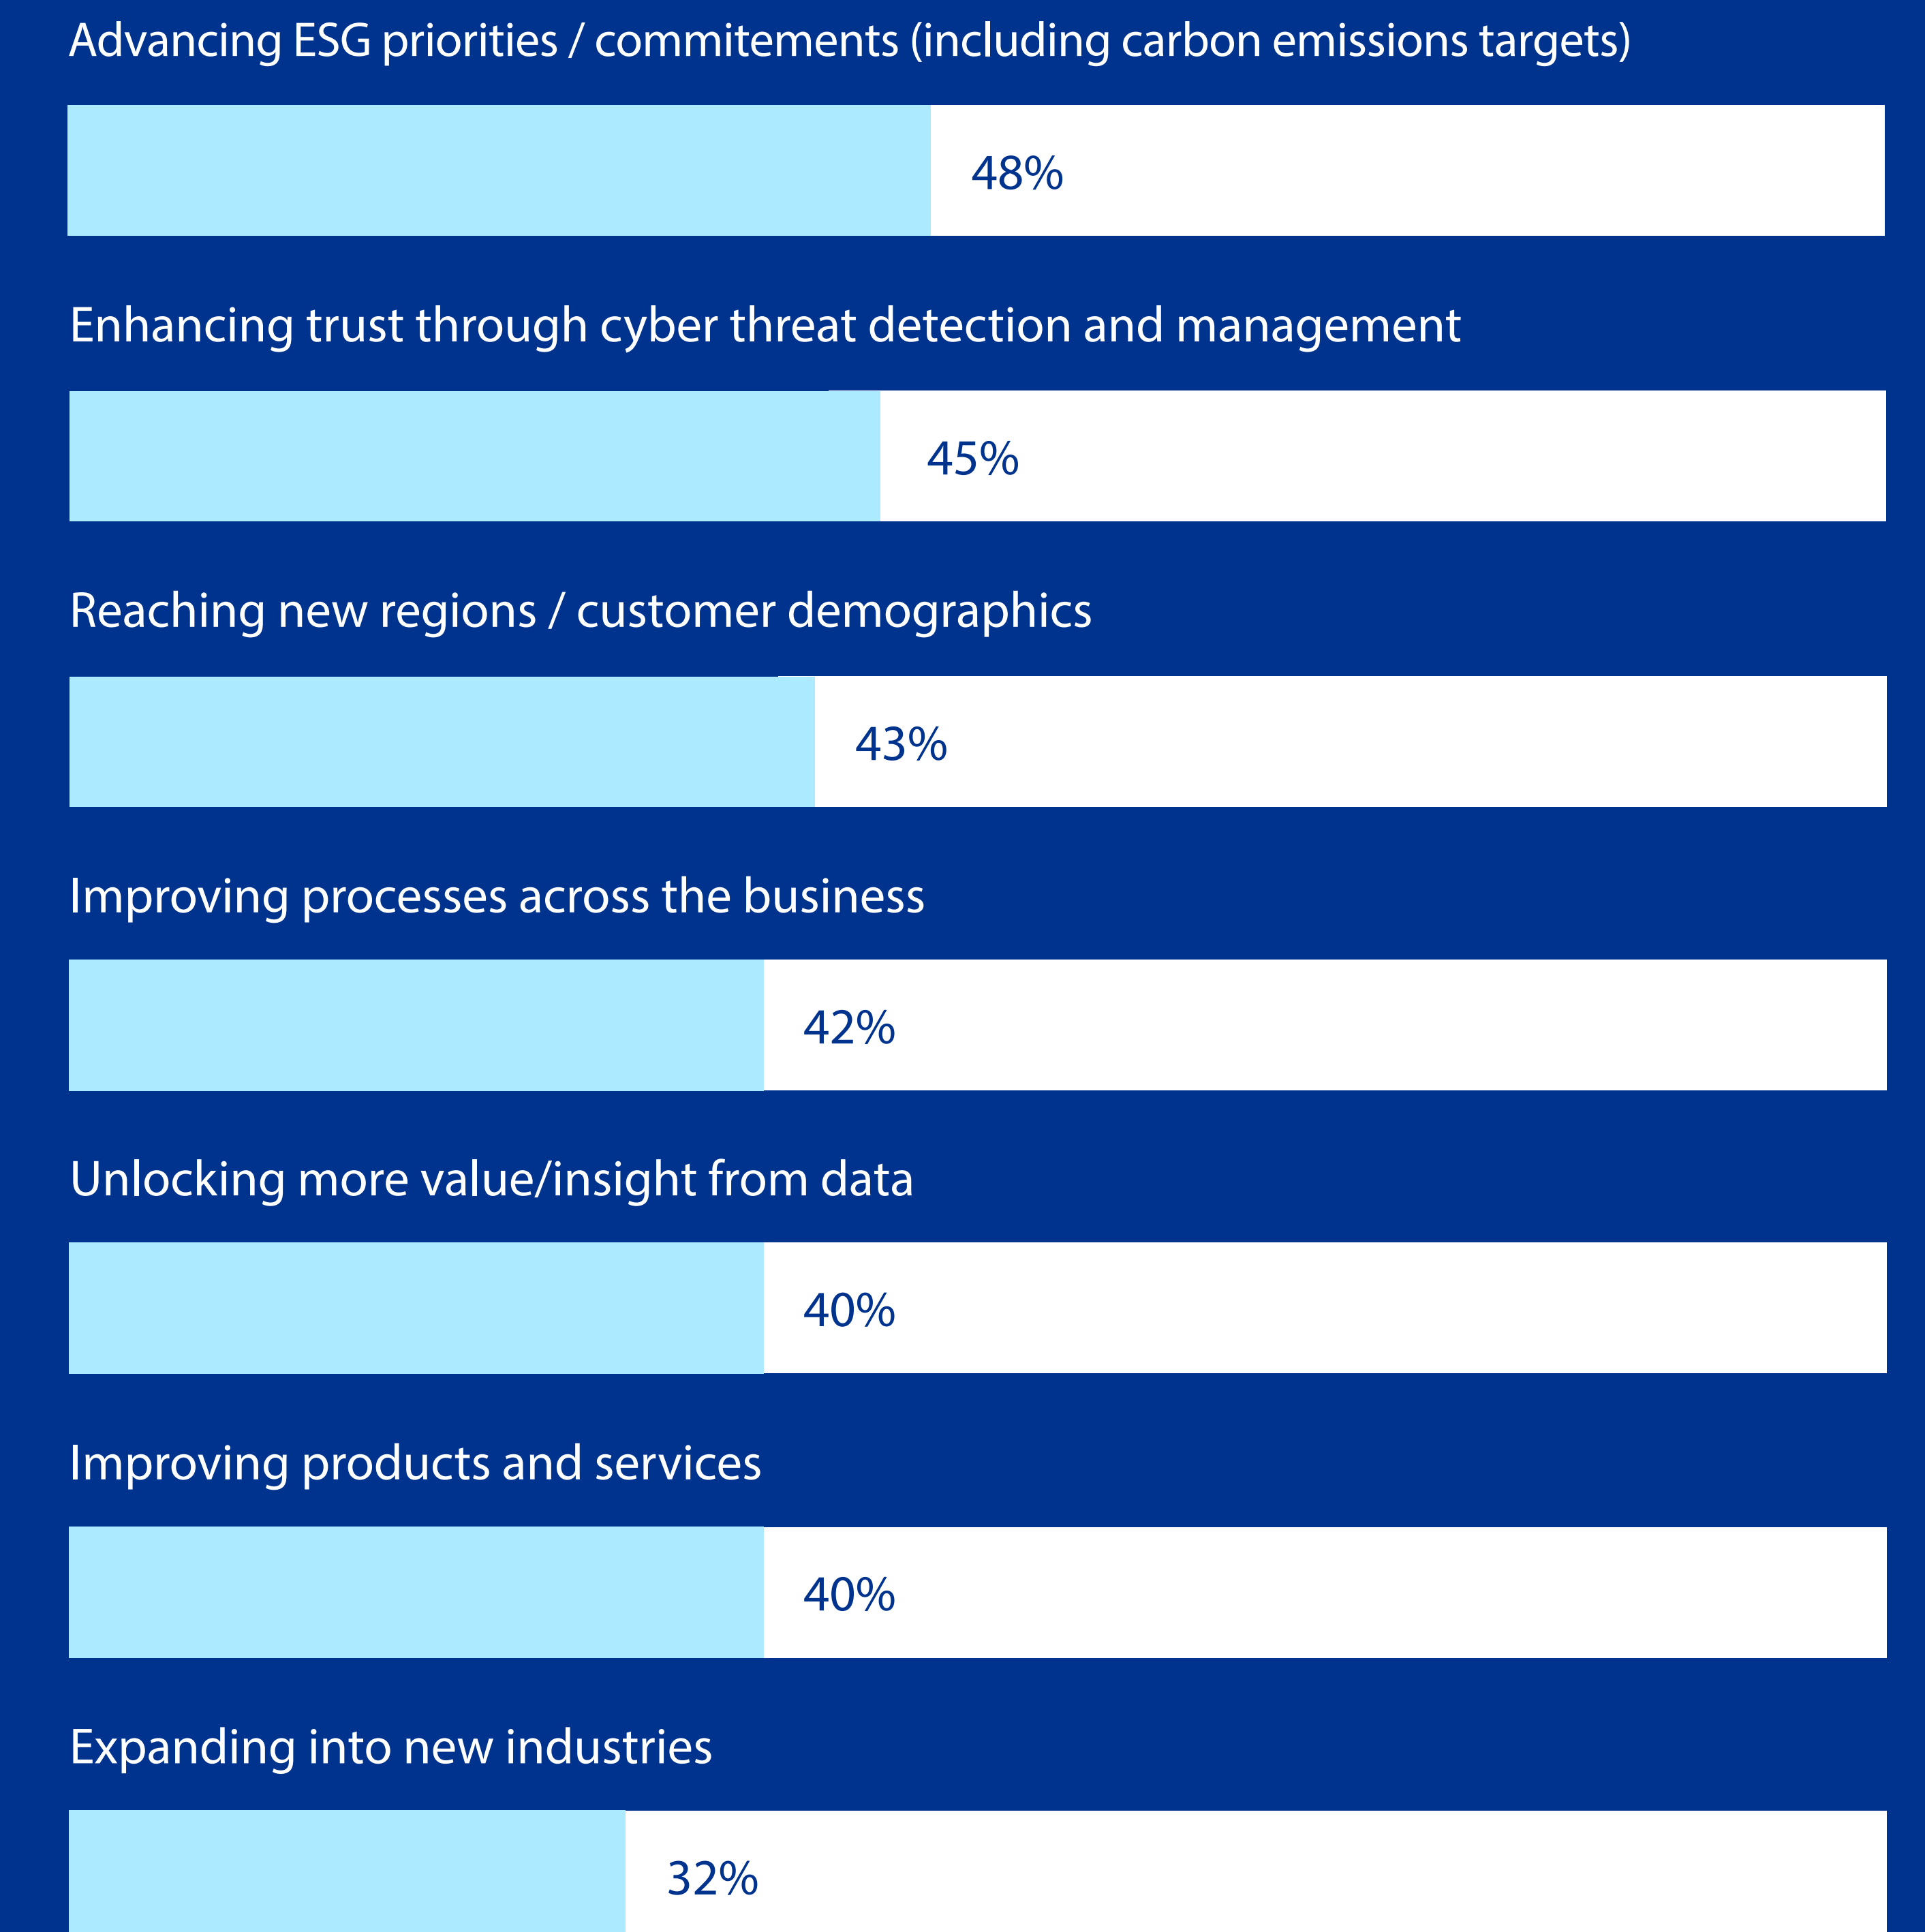 Advancing ESG priorities / commitements (including carbon emissions targets)
48%
Enhancing trust through cyber threat detection and management
45%
Reaching new regions / customer demographics
43%
Improving processes across the business
42%
Unlocking more value/insight from data
40%
Improving products and services
40%
Expanding into new industries
32%